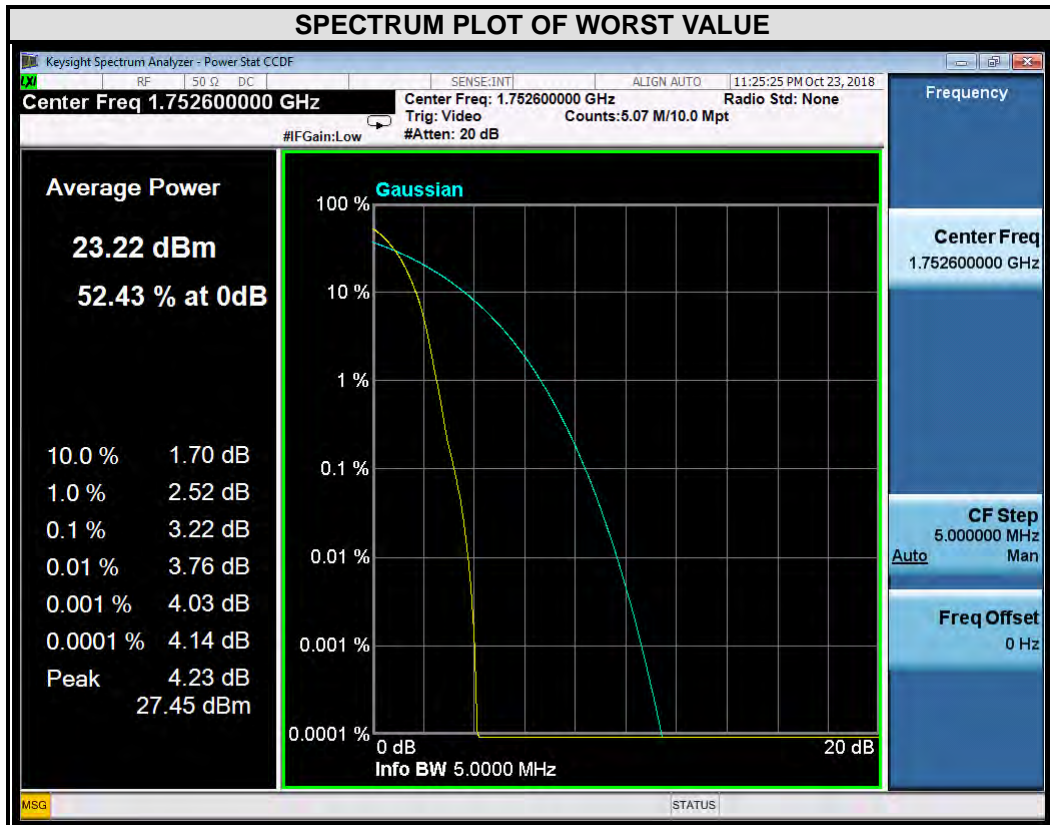 SPECTRUM PLOT OF WORST VALUE
Keysight Spectrum Analyzer - Power Stat CCDF
LXI RF 50 Ω DC SENSE:INT ALIGN AUTO 11:25:25 PM Oct 23, 2018
Center Freq 1.752600000 GHz
Center Freq: 1.752600000 GHz Radio Std: None
Trig: Video Counts:5.07 M/10.0 Mpt
#IFGain:Low #Atten: 20 dB
Frequency
Average Power
23.22 dBm
52.43 % at 0dB
10.0 % 1.70 dB
1.0 % 2.52 dB
0.1 % 3.22 dB
0.01 % 3.76 dB
0.001 % 4.03 dB
0.0001 % 4.14 dB
Peak 4.23 dB
27.45 dBm
Gaussian
100 %
10 %
1 %
0.1 %
0.01 %
0.001 %
0.0001 %
0 dB 20 dB
Info BW 5.0000 MHz
Center Freq
1.752600000 GHz
CF Step
5.000000 MHz
Auto Man
Freq Offset
0 Hz
MSG STATUS